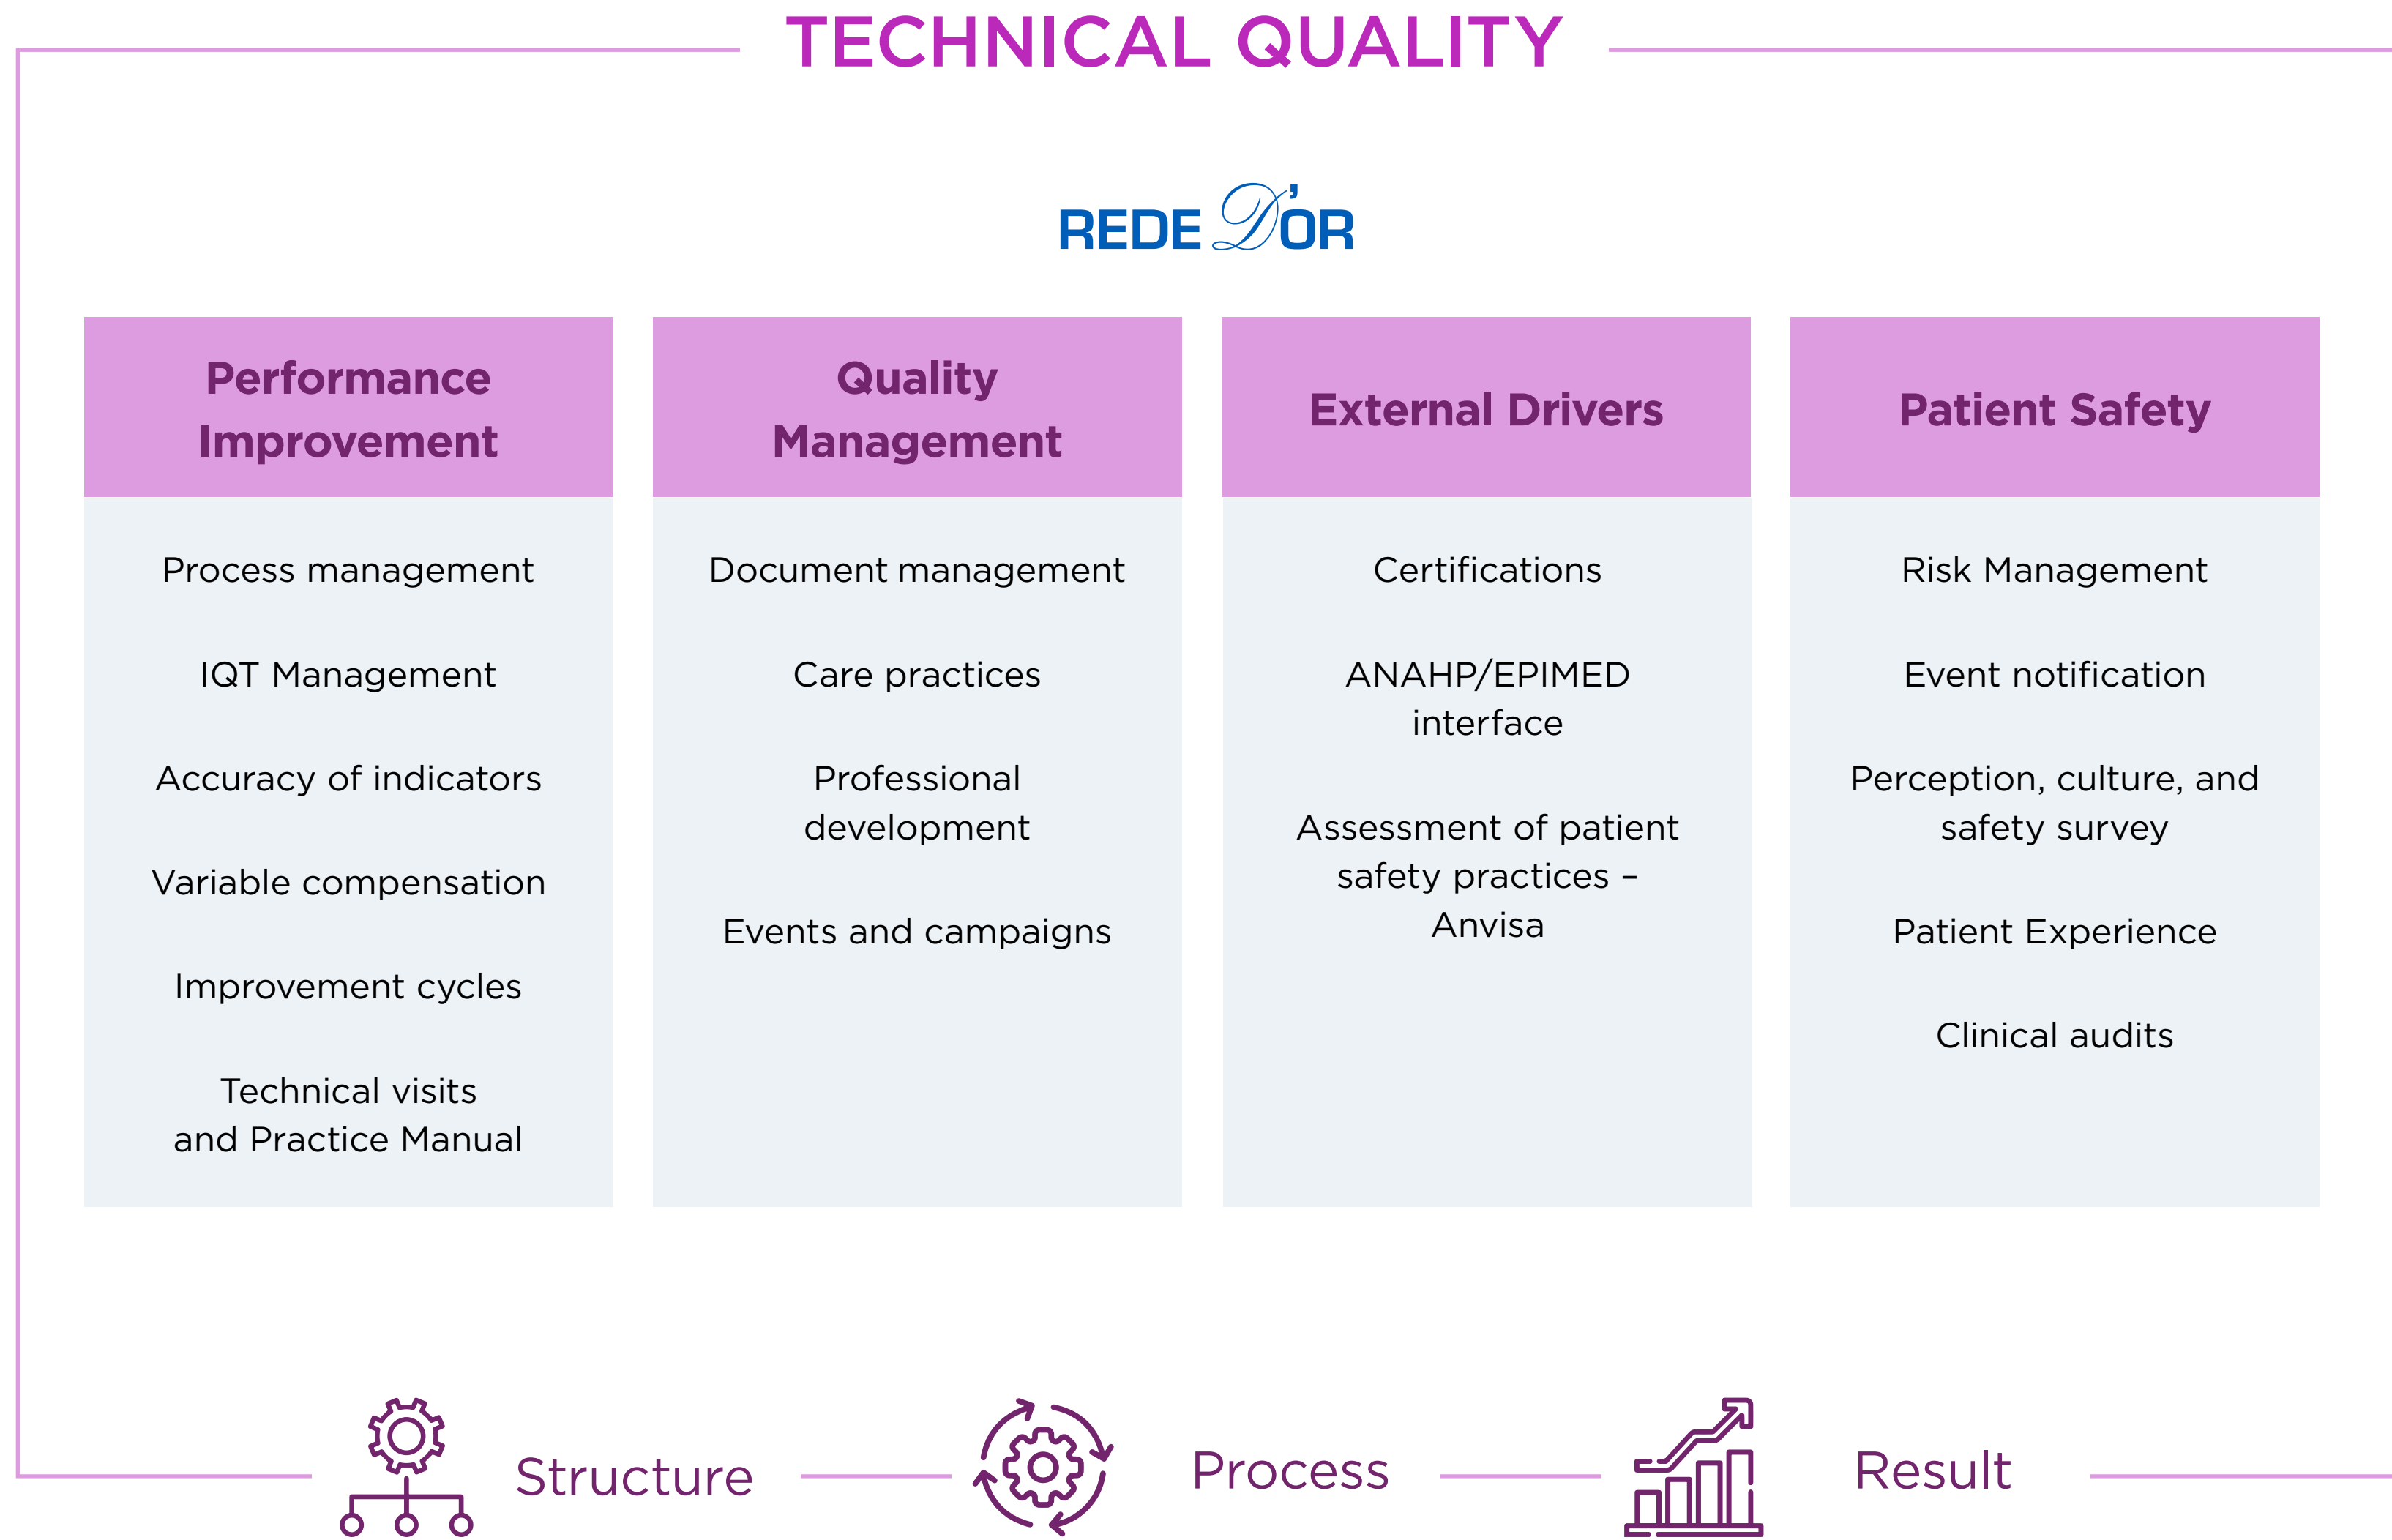 TECHNICAL QUALITY
REDE D'OR
Performance
Improvement
Process management
IQT Management
Accuracy of indicators
Variable compensation
Improvement cycles
Technical visits
and Practice Manual
Quality
Management
Document management
Care practices
Professional
development
Events and campaigns
External Drivers
Certifications
ANAHP/EPIMED
interface
Assessment of patient
safety practices –
Anvisa
Patient Safety
Risk Management
Event notification
Perception, culture, and
safety survey
Patient Experience
Clinical audits
Structure
Process
Result